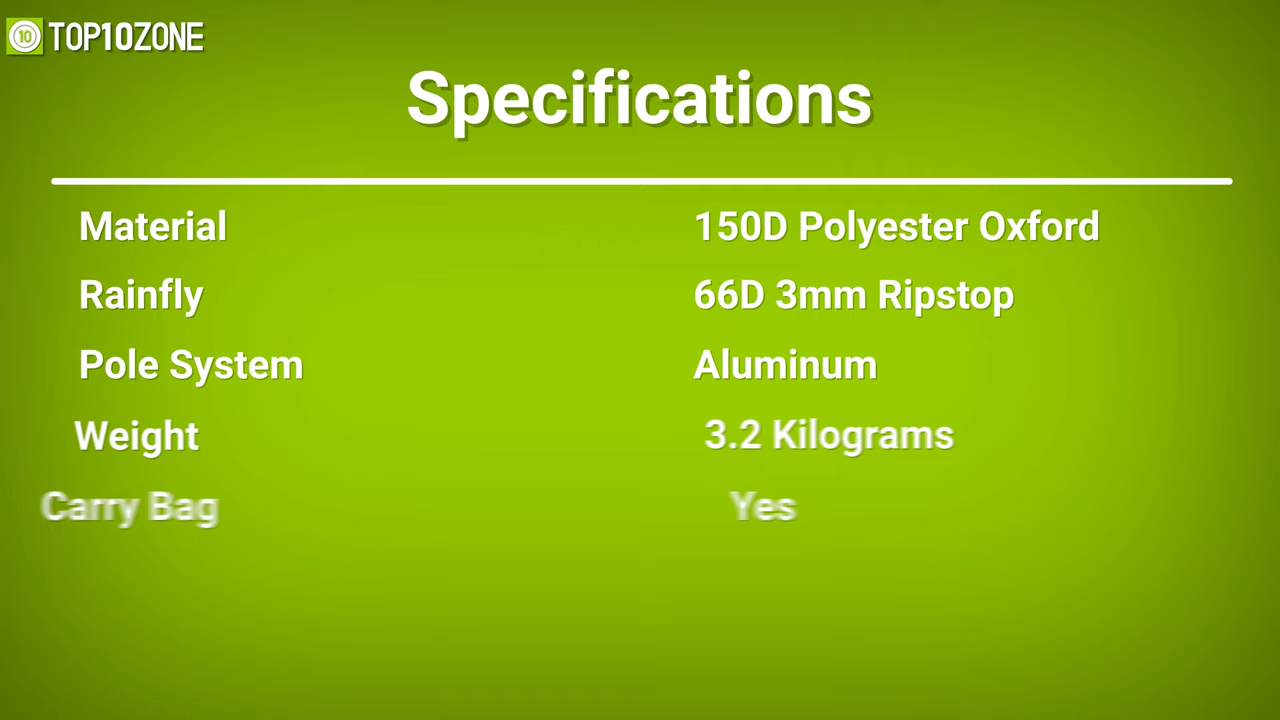 TOP10ZONE
Specifications
Material 150D Polyester Oxford
Rainfly 66D 3mm Ripstop
Pole System Aluminum
Weight 3.2 Kilograms
Carry Bag Yes